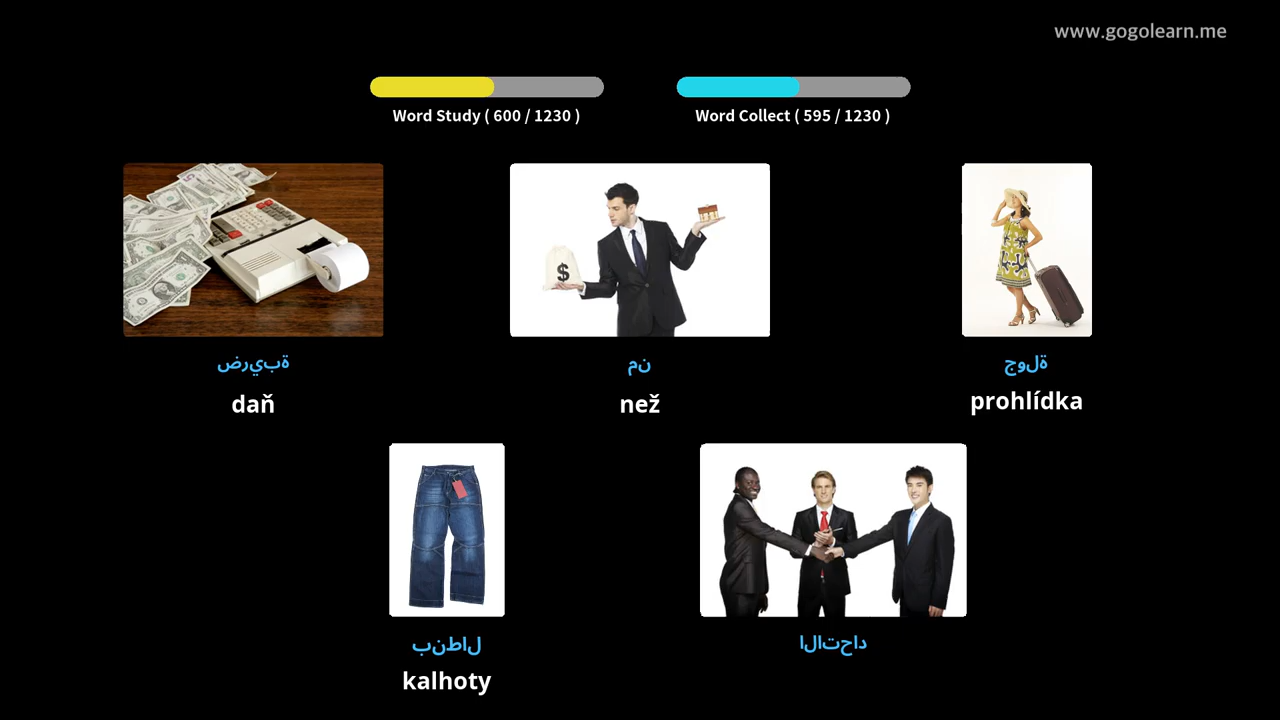 www.gogolearn.me
Word Study ( 600 / 1230 )
Word Collect ( 595 / 1230 )
ضريبة
من
جولة
daň
než
prohlídka
بنطال
الاتحاد
kalhoty